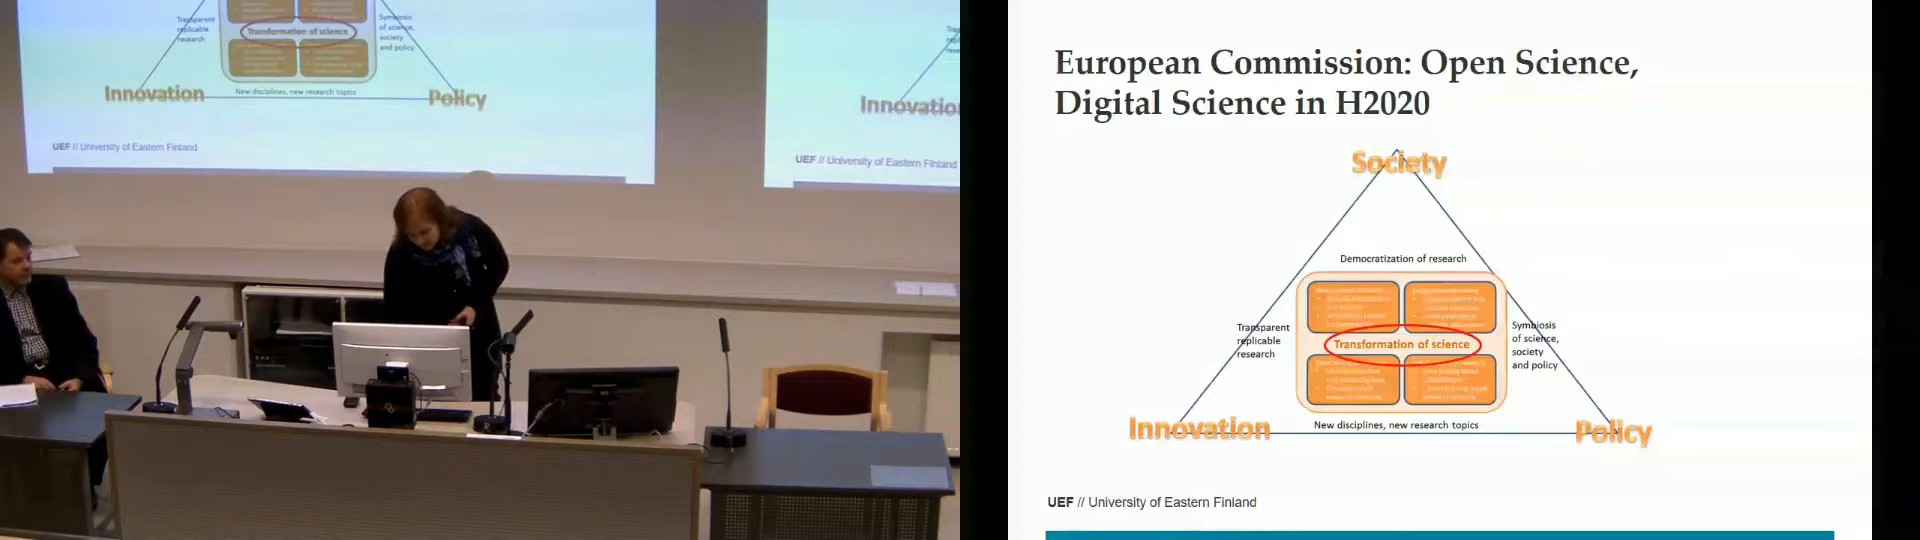 Transparent
replicable
research
Transformation of science
Symbiosis
of science,
society
and policy
Innovation
New disciplines, new research topics
Policy
UEF // University of Eastern Finland
Innovatio
UEF // University of Eastern Finland
European Commission: Open Science,
Digital Science in H2020
Society
Democratization of research
Transparent
replicable
research
Transformation of science
Symbiosis
of science,
society
and policy
Innovation
New disciplines, new research topics
Policy
UEF // University of Eastern Finland